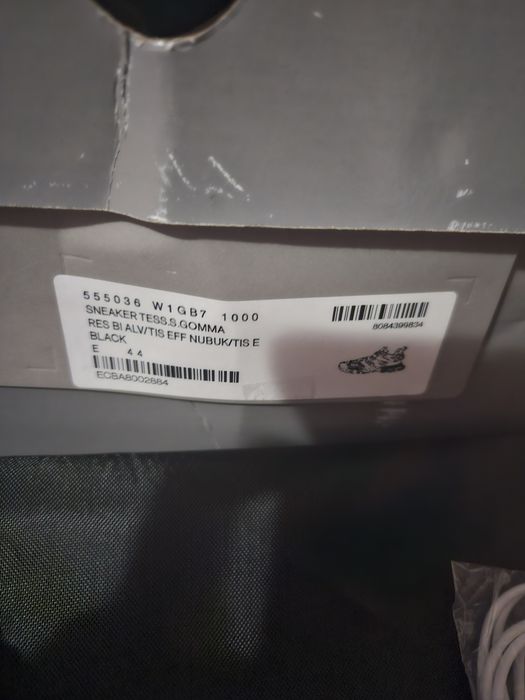 555036 W1GB7 1000
SNEAKER TESS.S.GOMMA
RES BI ALV/TIS EFF NUBUK/TIS E
BLACK
E 44
ECBA8002884
8084399834